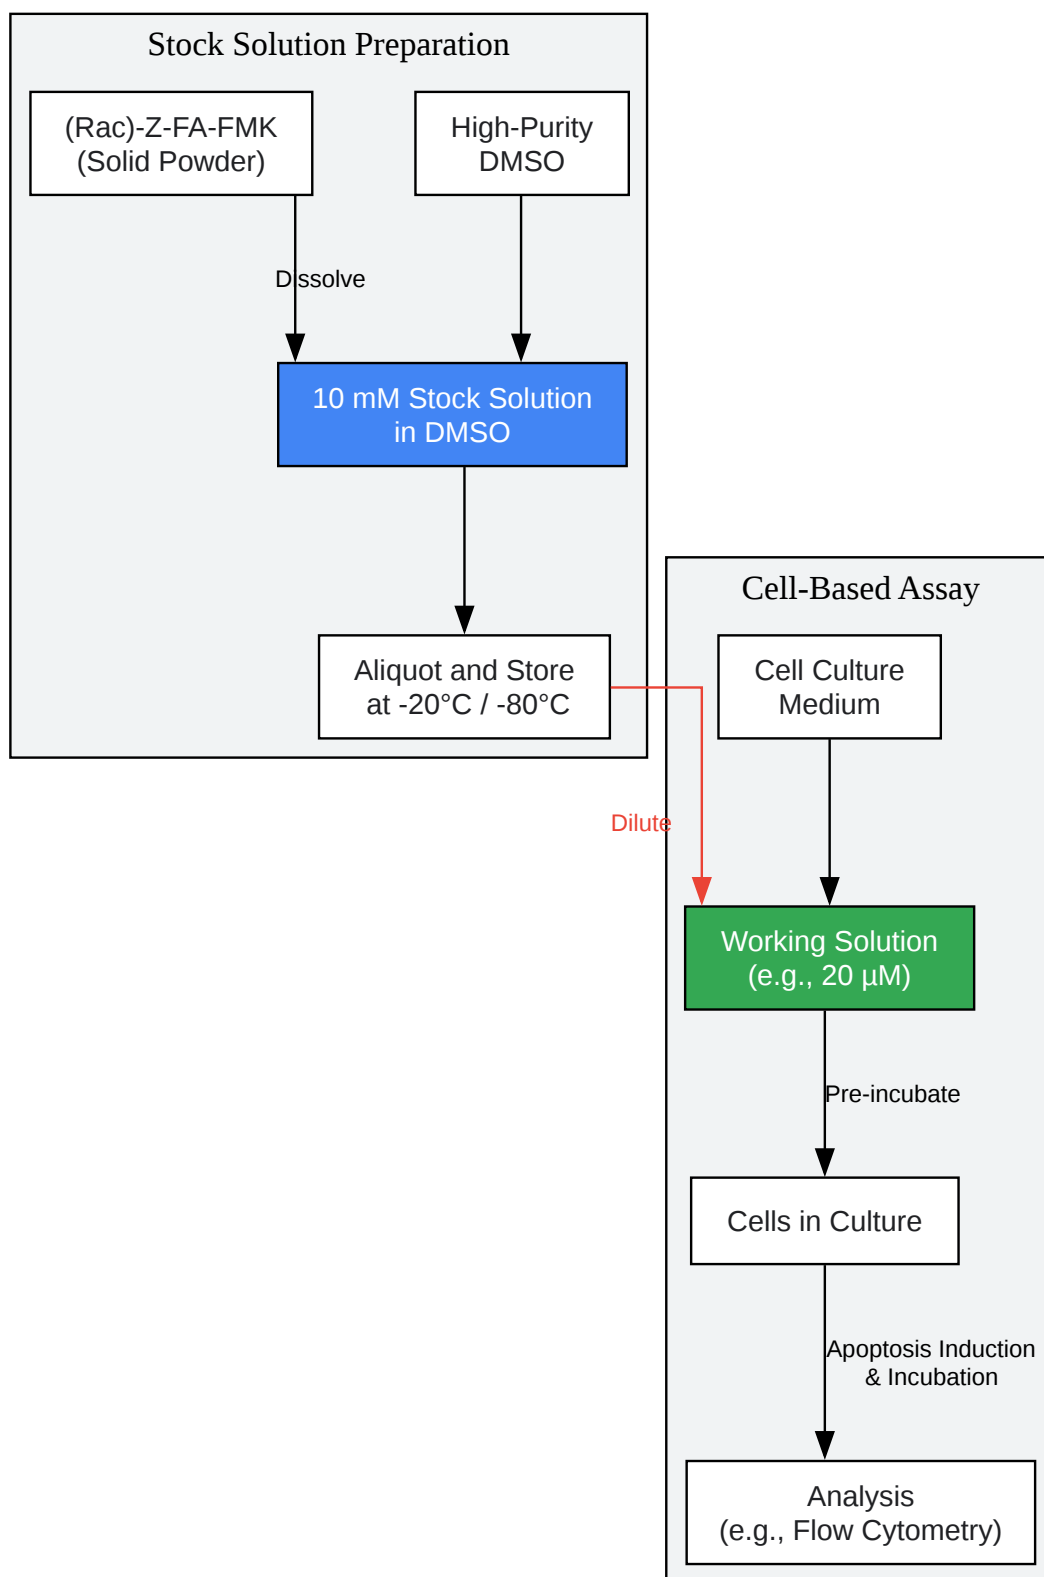 Stock Solution Preparation
(Rac)-Z-FA-FMK
(Solid Powder)
High-Purity
DMSO
Dissolve
10 mM Stock Solution
in DMSO
Aliquot and Store
at -20°C / -80°C
Cell-Based Assay
Cell Culture
Medium
Dilute
Working Solution
(e.g., 20 µM)
Pre-incubate
Cells in Culture
Apoptosis Induction
& Incubation
Analysis
(e.g., Flow Cytometry)